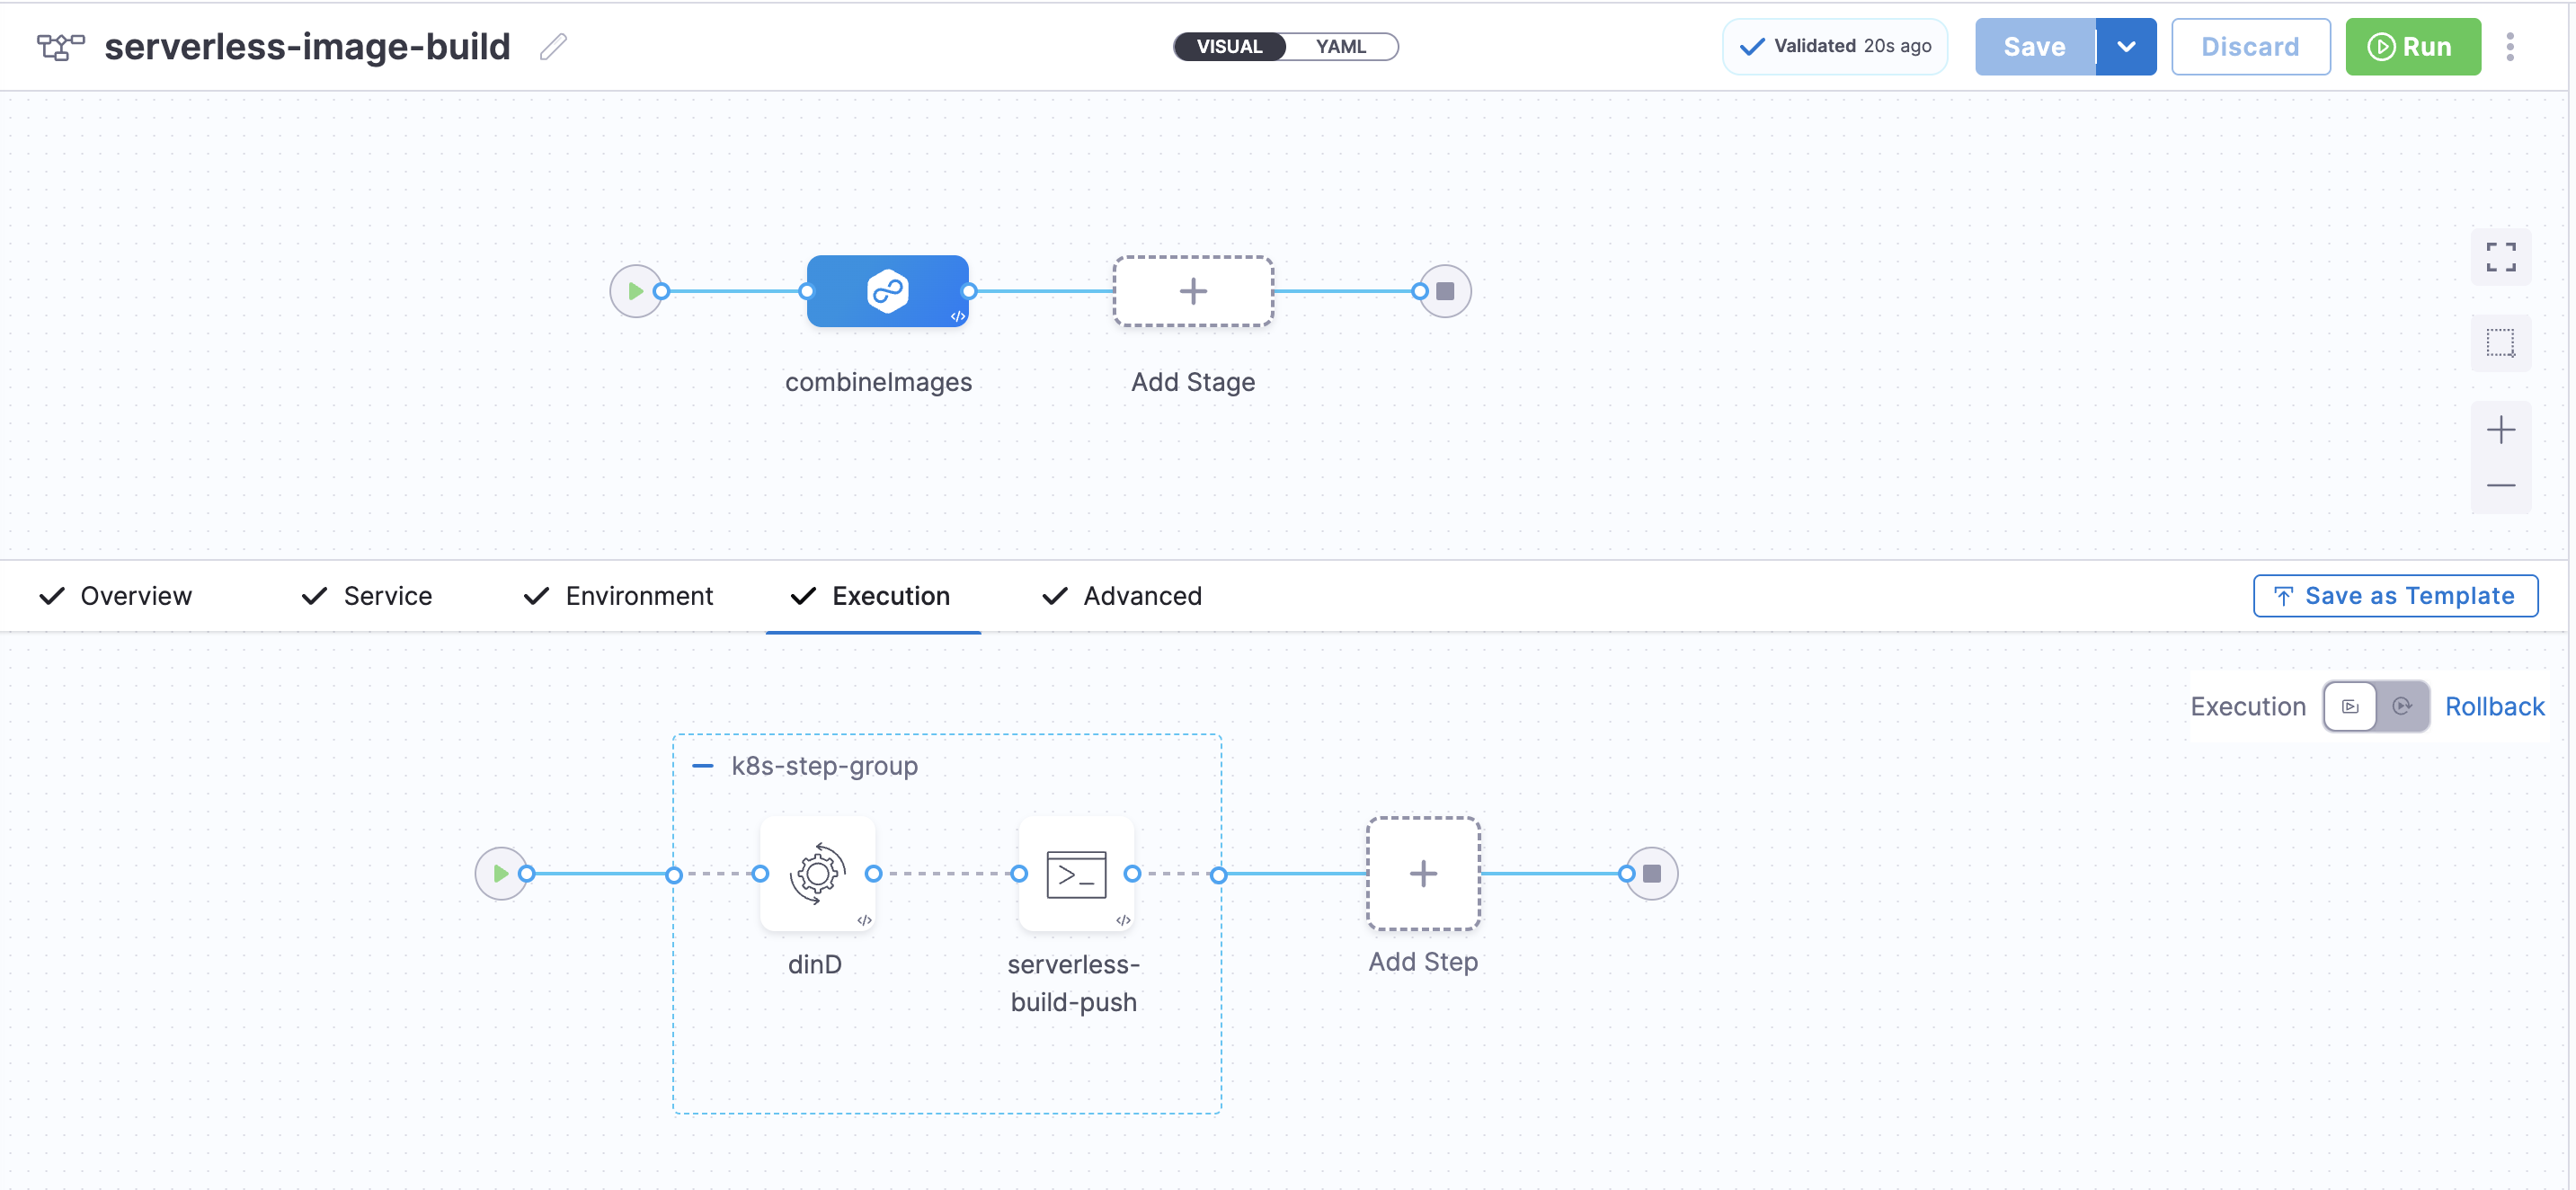 serverless-image-build
VISUAL YAML
Validated 20s ago
Save
Discard
Run
</>
combineImages
Add Stage
Overview
Service
Environment
Execution
Advanced
Save as Template
Execution
Rollback
k8s-step-group
>_
</>
</>
dinD
serverless-
build-push
Add Step